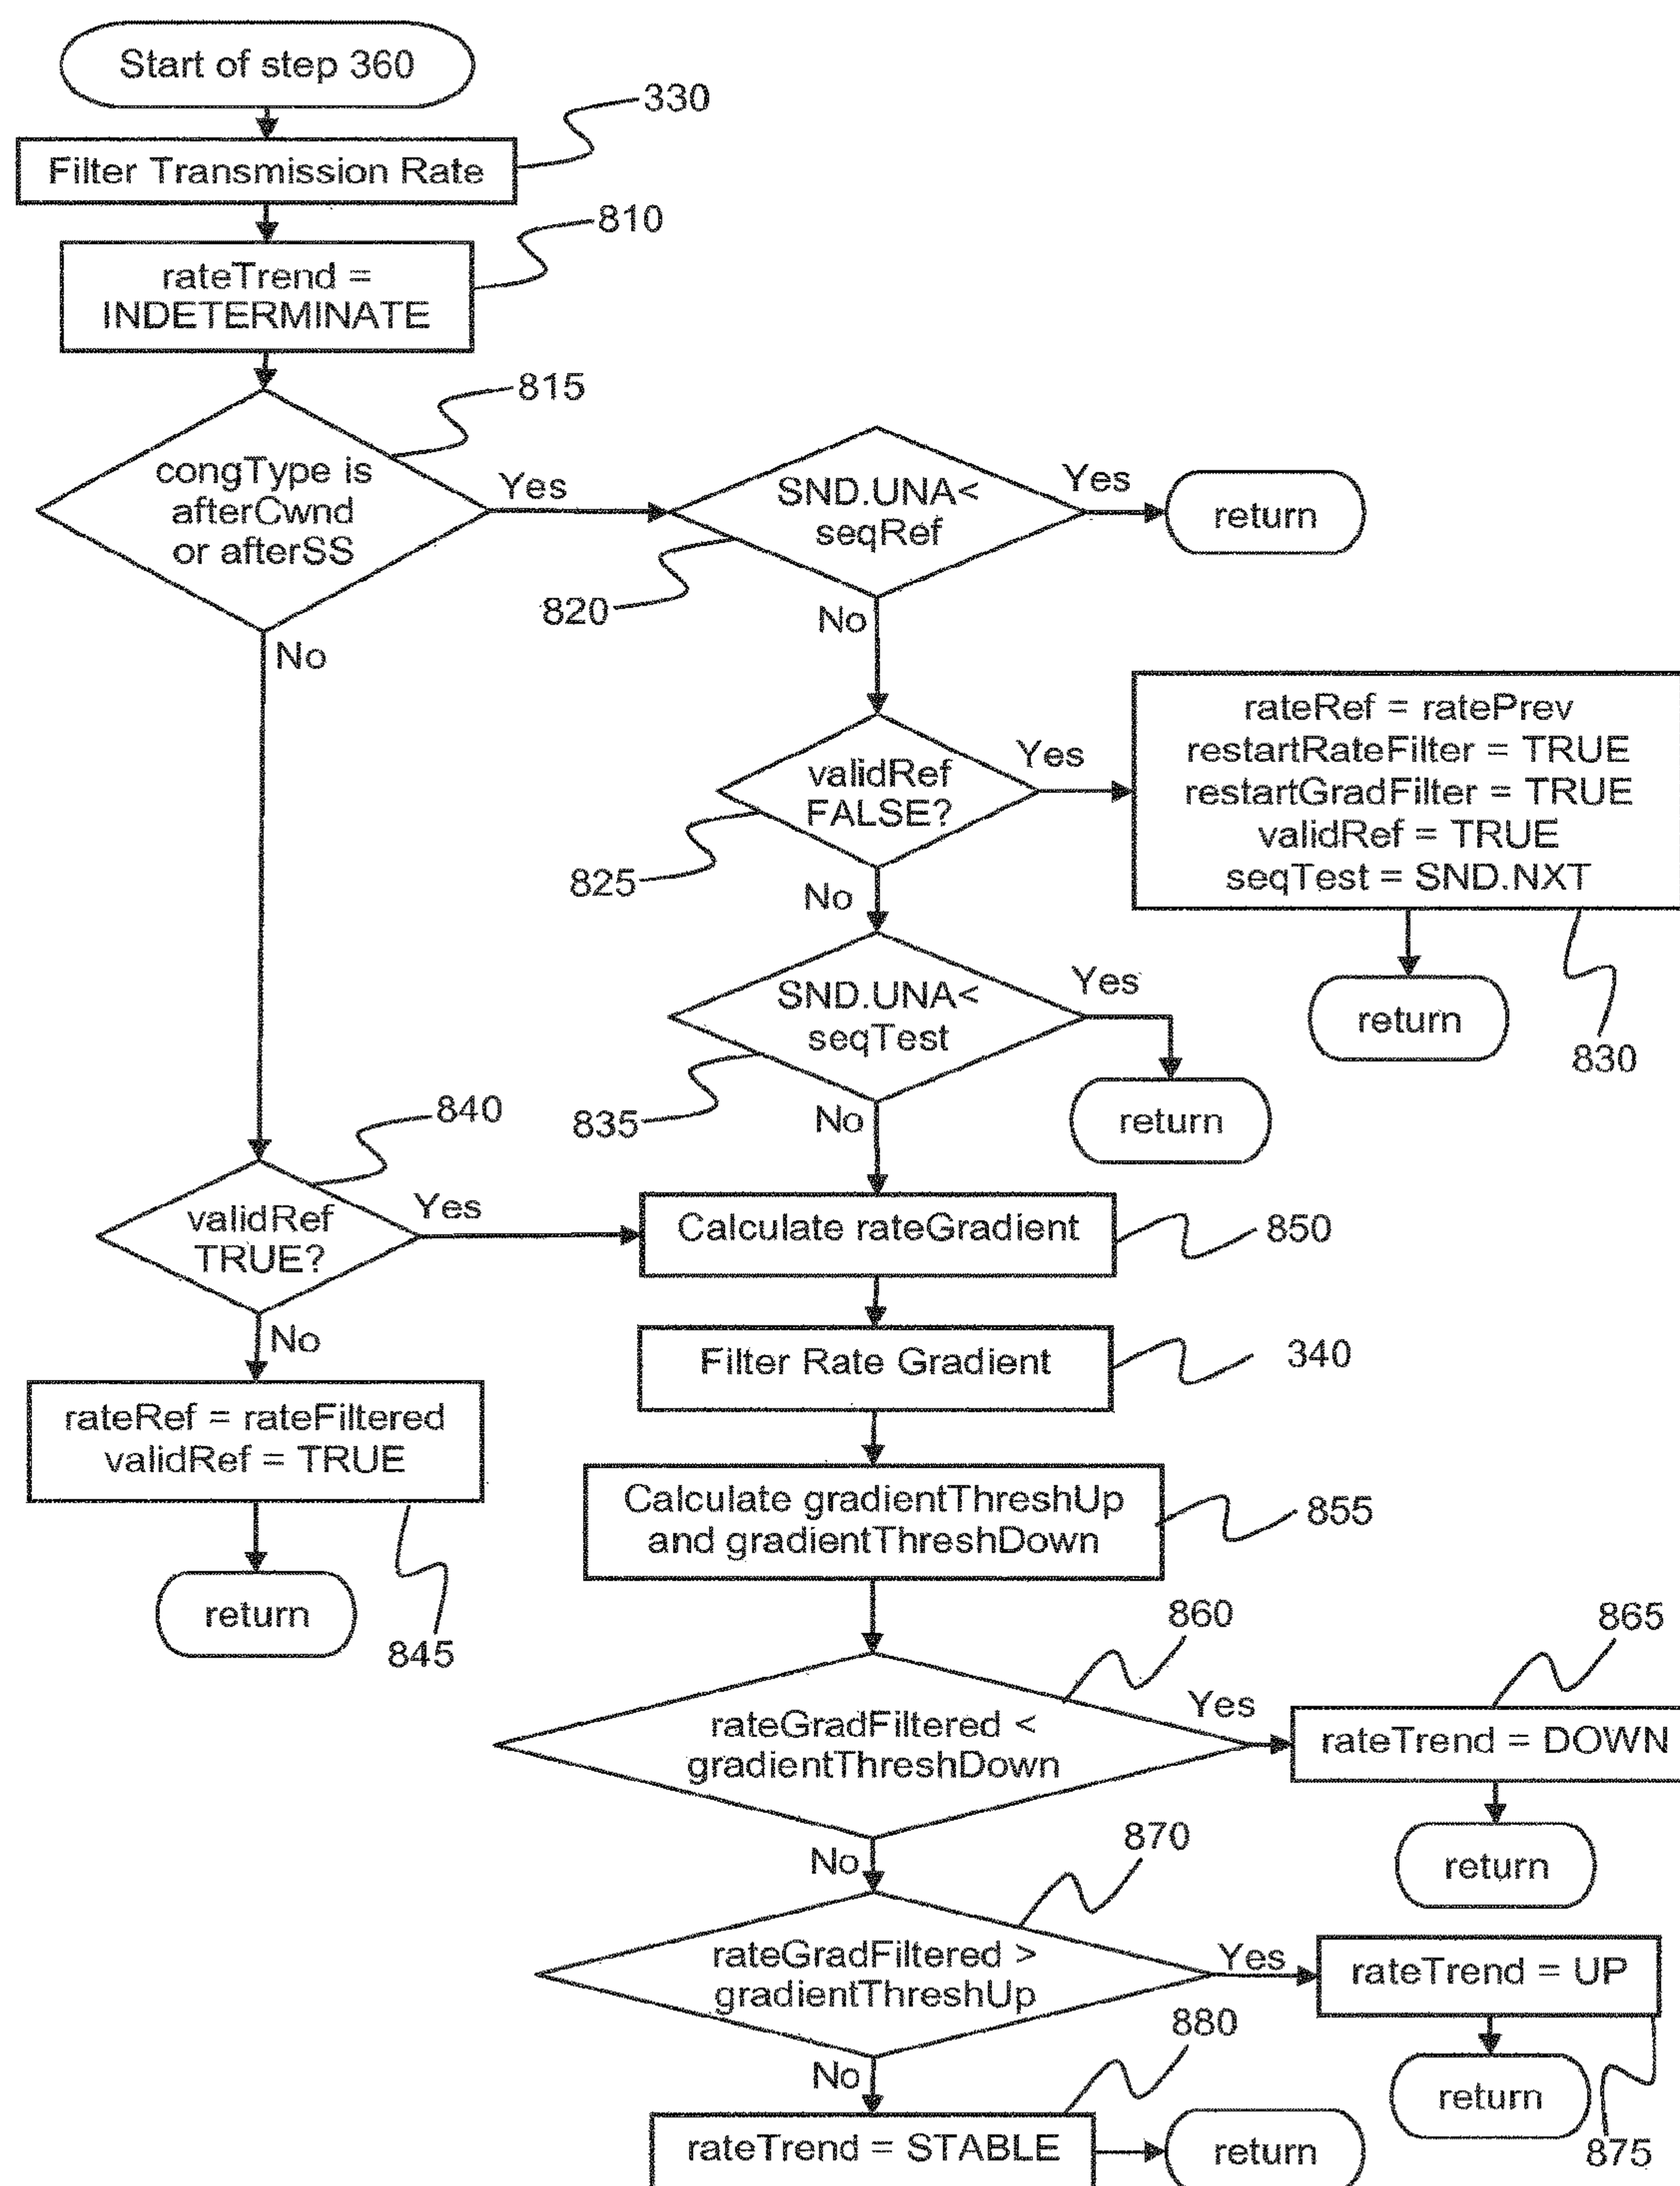 Start of step 360
330
Filter Transmission Rate
810
rateTrend =
INDETERMINATE
815
congType is
afterCwnd
or afterSS
Yes
No
SND.UNA<
seqRef
Yes
return
820
No
validRef
FALSE?
Yes
825
No
rateRef = ratePrev
restartRateFilter = TRUE
restartGradFilter = TRUE
validRef = TRUE
seqTest = SND.NXT
return
830
SND.UNA<
seqTest
Yes
return
835
No
840
validRef
TRUE?
Yes
No
rateRef = rateFiltered
validRef = TRUE
return
845
Calculate rateGradient
850
Filter Rate Gradient
340
Calculate gradientThreshUp
and gradientThreshDown
855
860
rateGradFiltered <
gradientThreshDown
Yes
865
rateTrend = DOWN
return
No
870
rateGradFiltered >
gradientThreshUp
Yes
rateTrend = UP
return
875
No
880
rateTrend = STABLE
return